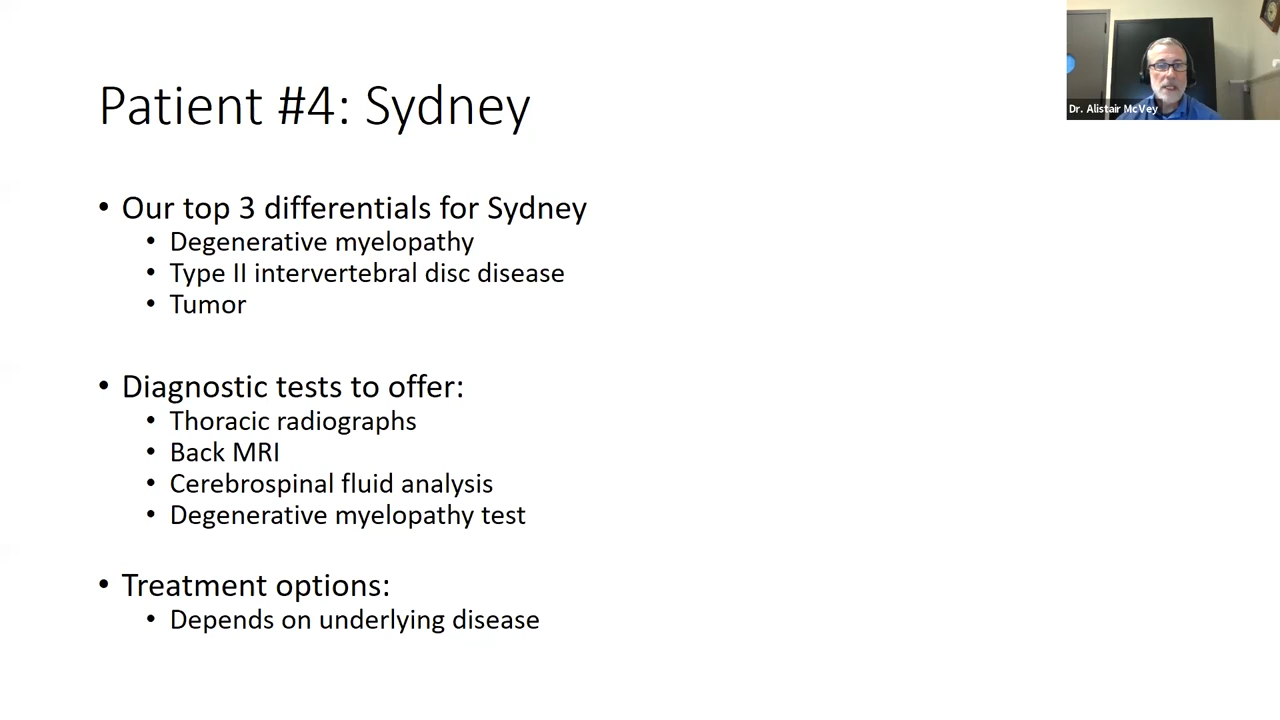 Patient #4: Sydney
Dr. Alistair McVey
• Our top 3 differentials for Sydney
• Degenerative myelopathy
• Type II intervertebral disc disease
• Tumor
• Diagnostic tests to offer:
• Thoracic radiographs
• Back MRI
• Cerebrospinal fluid analysis
• Degenerative myelopathy test
• Treatment options:
• Depends on underlying disease